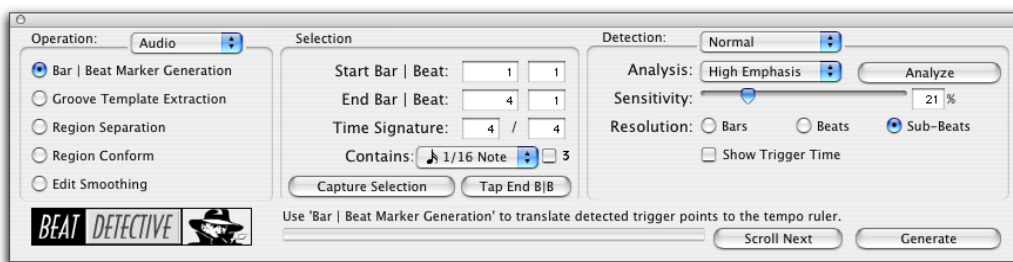 Operation: Audio
Bar | Beat Marker Generation
Groove Template Extraction
Region Separation
Region Conform
Edit Smoothing
BEAT DETECTIVE
Selection
Start Bar | Beat: 1 1
End Bar | Beat: 4 1
Time Signature: 4 / 4
Contains: 1/16 Note 3
Capture Selection Tap End B|B
Detection: Normal
Analysis: High Emphasis Analyze
Sensitivity: 21 %
Resolution: Bars Beats Sub-Beats
Show Trigger Time
Use 'Bar | Beat Marker Generation' to translate detected trigger points to the tempo ruler.
Scroll Next Generate